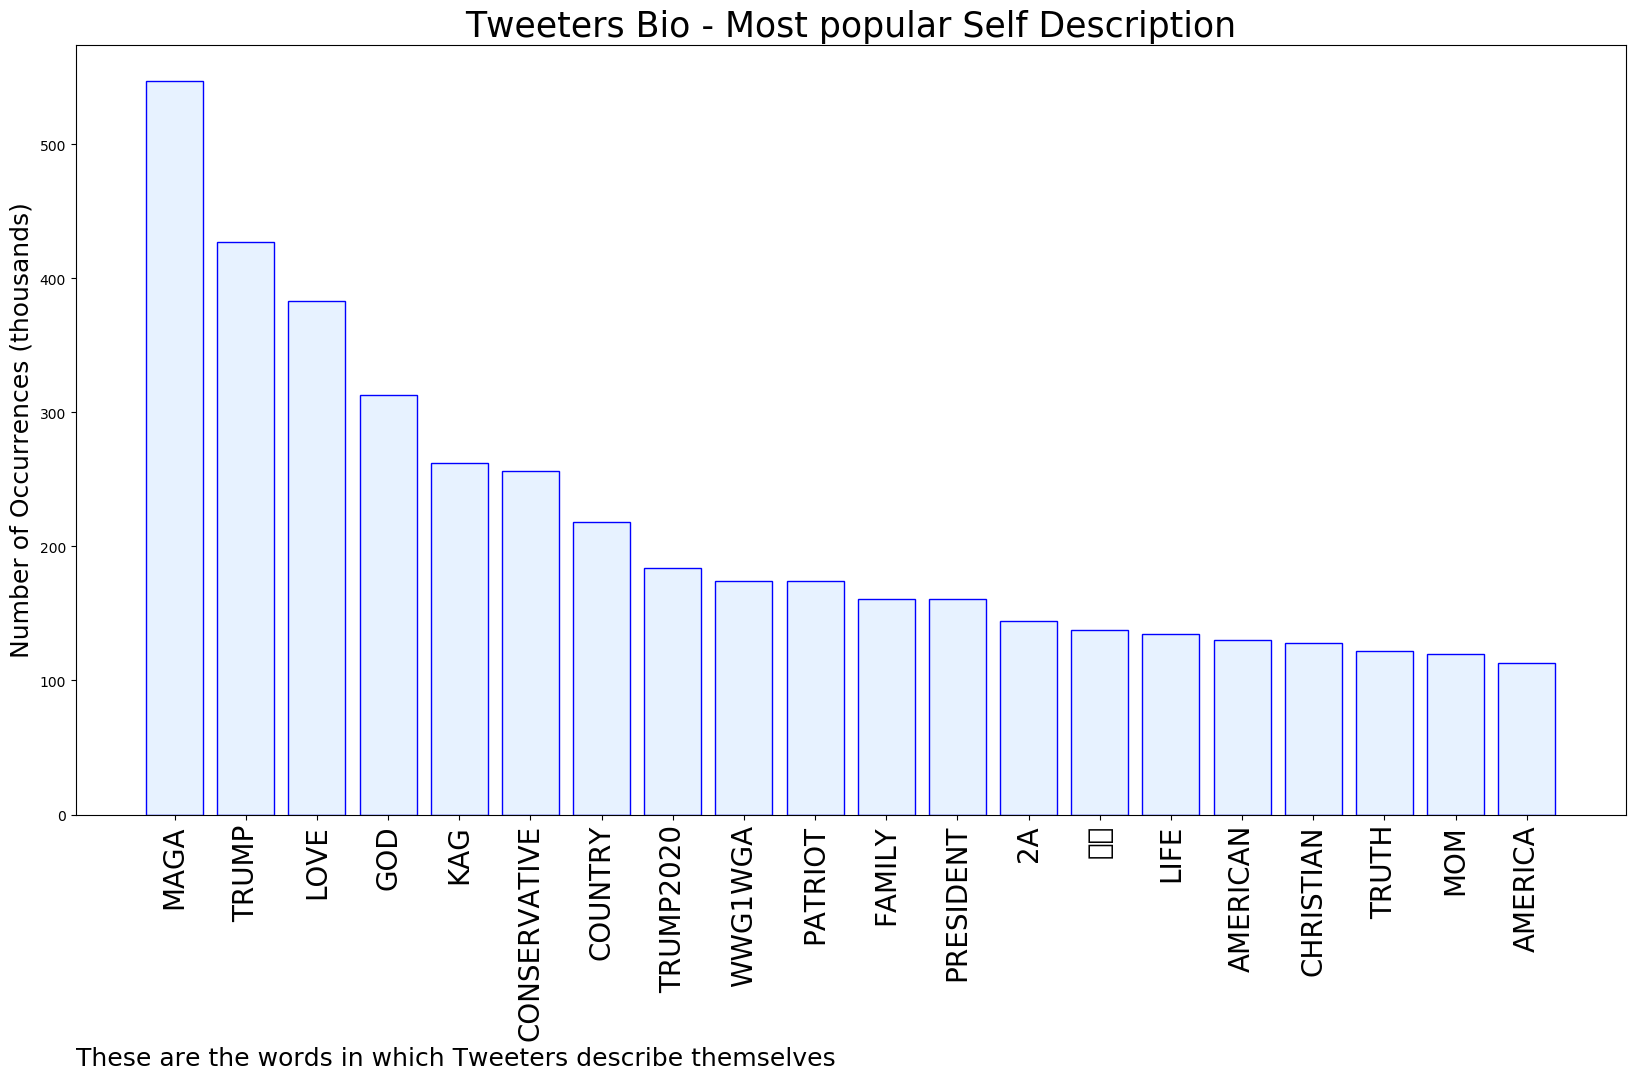 Tweeters Bio - Most popular Self Description
Number of Occurrences (thousands)
500
400
300
200
100
0
MAGA
TRUMP
LOVE
GOD
KAG
CONSERVATIVE
COUNTRY
TRUMP2020
WWG1WGA
PATRIOT
FAMILY
PRESIDENT
2A
LIFE
AMERICAN
CHRISTIAN
TRUTH
MOM
AMERICA
These are the words in which Tweeters describe themselves